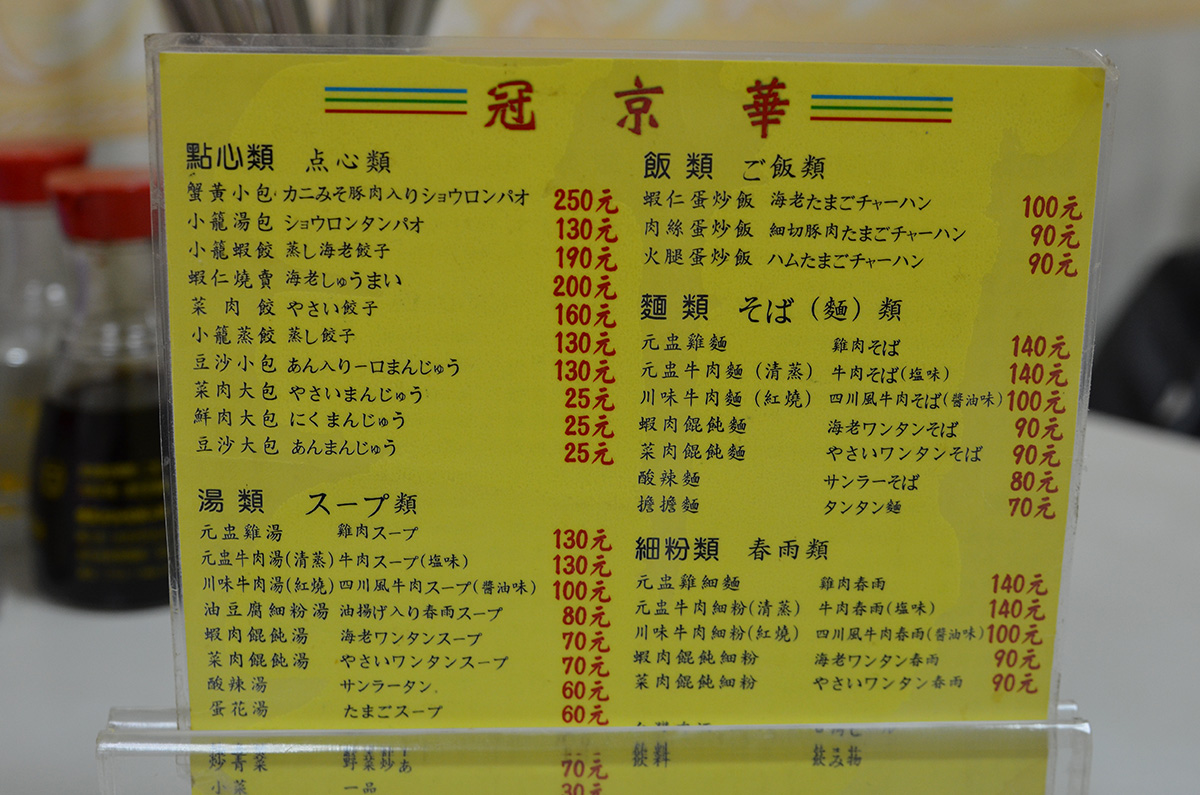 冠京華
點心類 点心類
蟹黃小包 カニみそ豚肉入りショウロンパオ 250元
小籠湯包 ショウロンタンパオ 130元
小籠蝦餃 蒸し海老餃子 190元
蝦仁燒賣 海老しゅうまい 200元
菜肉餃 やさい餃子 160元
小籠蒸餃 蒸し餃子 130元
豆沙小包 あん入り一口まんじゅう 130元
菜肉大包 やさいまんじゅう 25元
鮮肉大包 にくまんじゅう 25元
豆沙大包 あんまんじゅう 25元
湯類 スープ類
元盅雞湯 雞肉スープ 130元
元盅牛肉湯(清蒸) 牛肉スープ(塩味) 130元
川味牛肉湯(紅燒) 四川風牛肉スープ(醬油味) 100元
油豆腐細粉湯 油揚げ入り春雨スープ 80元
蝦肉餛飩湯 海老ワンタンスープ 70元
菜肉餛飩湯 やさいワンタンスープ 70元
酸辣湯 サンラータン 60元
蛋花湯 たまごスープ 60元
炒青菜 野菜炒め 70元
小菜 一品 30元
飯類 ご飯類
蝦仁蛋炒飯 海老たまごチャーハン 100元
肉絲蛋炒飯 細切豚肉たまごチャーハン 90元
火腿蛋炒飯 ハムたまごチャーハン 90元
麵類 そば(麵)類
元盅雞麵 雞肉そば 140元
元盅牛肉麵(清蒸) 牛肉そば(塩味) 140元
川味牛肉麵(紅燒) 四川風牛肉そば(醬油味) 100元
蝦肉餛飩麵 海老ワンタンそば 90元
菜肉餛飩麵 やさいワンタンそば 90元
酸辣麵 サンラーそば 80元
擔擔麵 タンタン麵 70元
細粉類 春雨類
元盅雞細麵 雞肉春雨 140元
元盅牛肉細粉(清蒸) 牛肉春雨(塩味) 140元
川味牛肉細粉(紅燒) 四川風牛肉春雨(醬油味) 100元
蝦肉餛飩細粉 海老ワンタン春雨 90元
菜肉餛飩細粉 やさいワンタン春雨 90元
飲料 飲み物